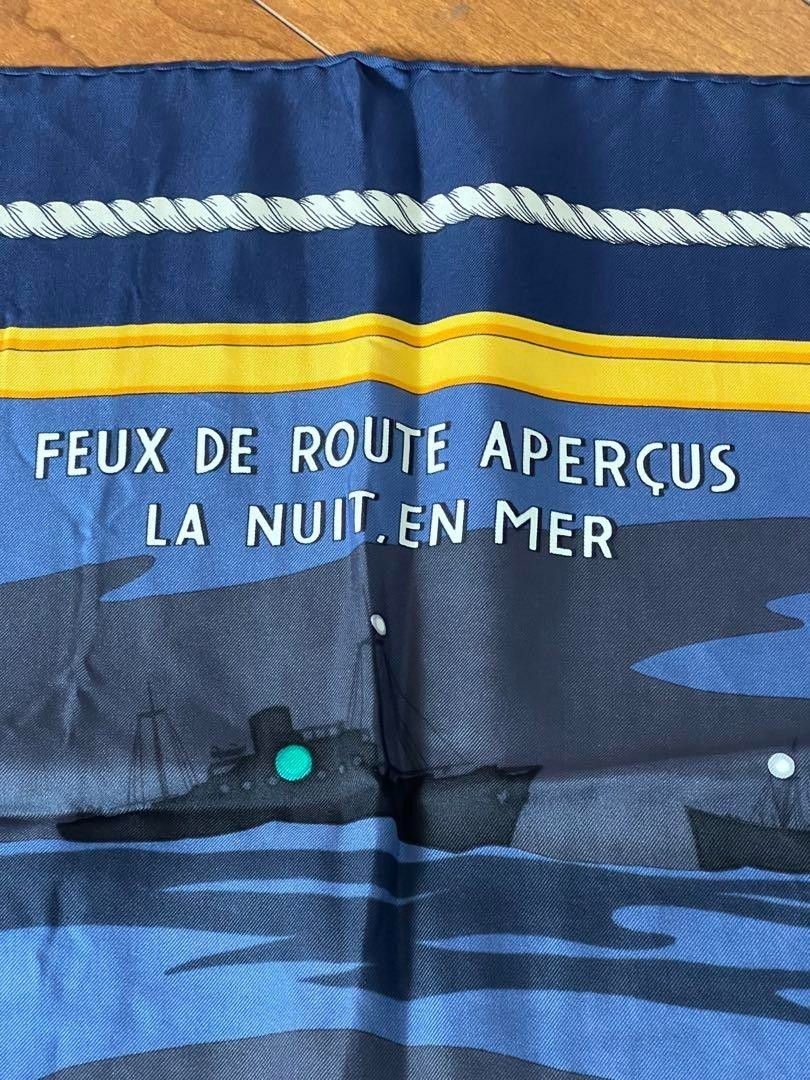 FEUX DE ROUTE APERÇUS
LA NUIT, EN MER